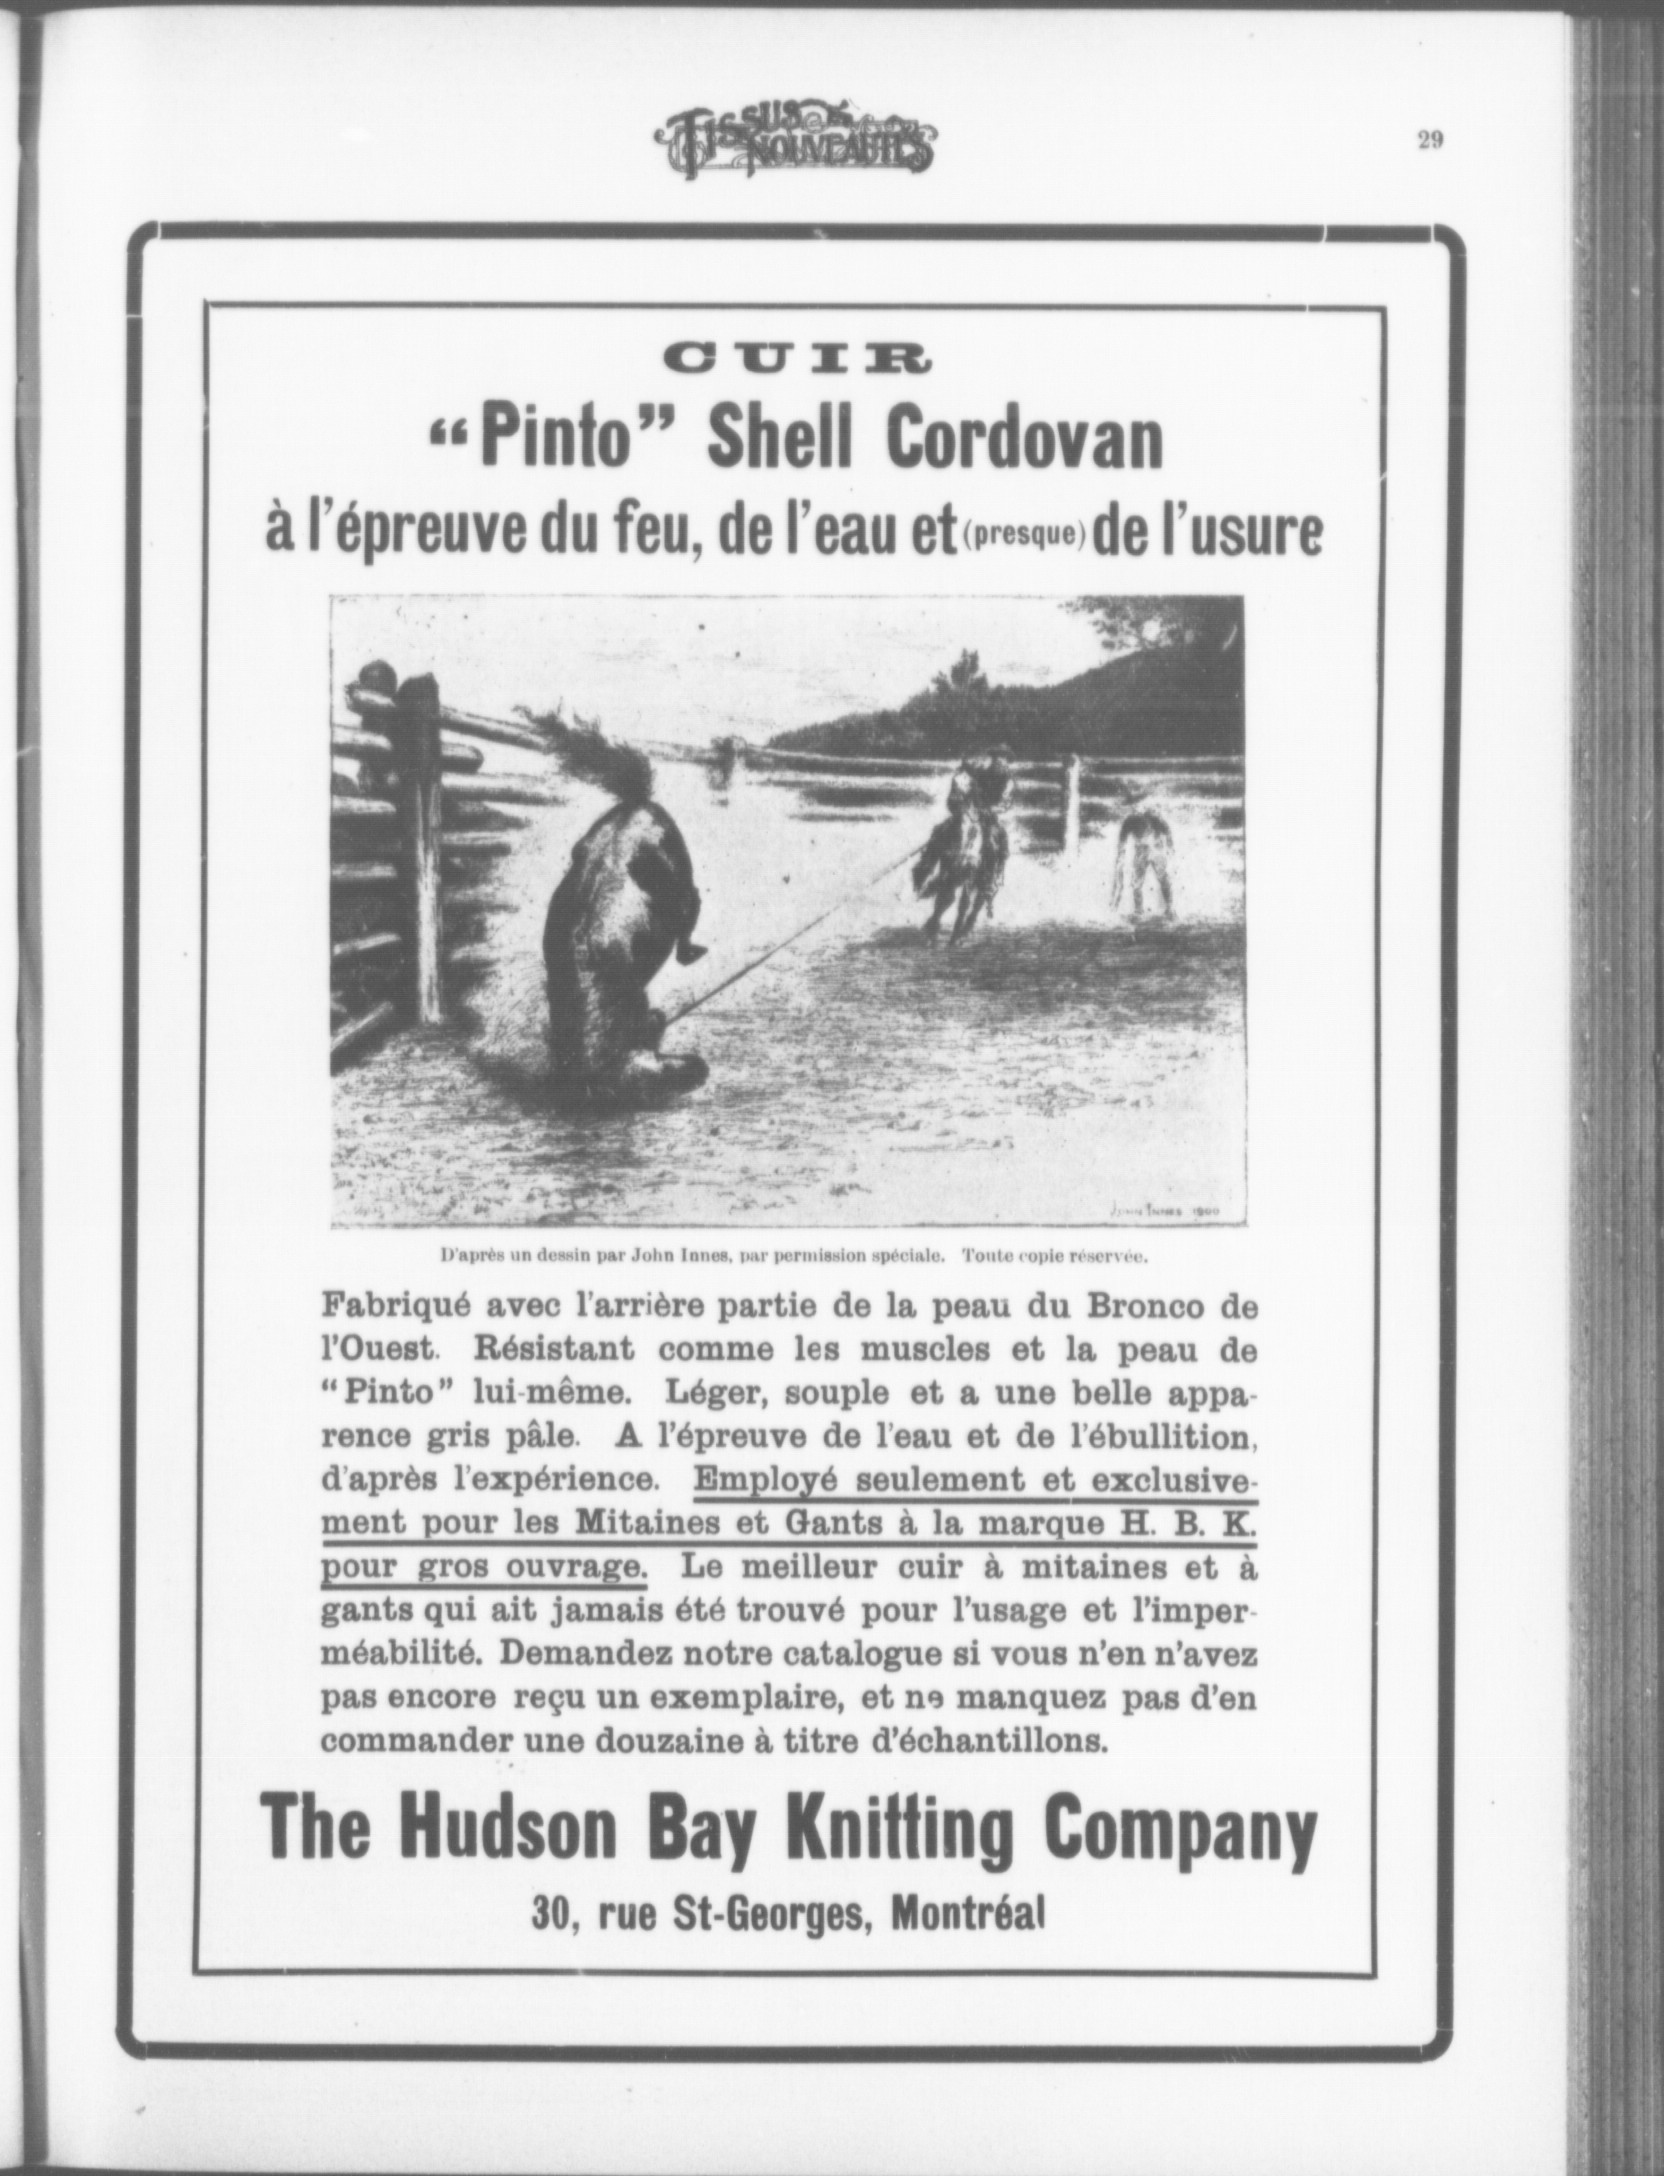 TISSUS & NOUVEAUTÉS
29
CUIR
“Pinto” Shell Cordovan
à l’épreuve du feu, de l’eau et (presque) de l’usure
JOHN INNES 1900
D’après un dessin par John Innes, par permission spéciale. Toute copie réservée.
Fabriqué avec l’arrière partie de la peau du Bronco de
l’Ouest. Résistant comme les muscles et la peau de
“Pinto” lui-même. Léger, souple et a une belle appa-
rence gris pâle. A l’épreuve de l’eau et de l’ébullition,
d’après l’expérience. Employé seulement et exclusive-
ment pour les Mitaines et Gants à la marque H. B. K.
pour gros ouvrage. Le meilleur cuir à mitaines et à
gants qui ait jamais été trouvé pour l’usage et l’imper-
méabilité. Demandez notre catalogue si vous n’en n’avez
pas encore reçu un exemplaire, et ne manquez pas d’en
commander une douzaine à titre d’échantillons.
The Hudson Bay Knitting Company
30, rue St-Georges, Montréal